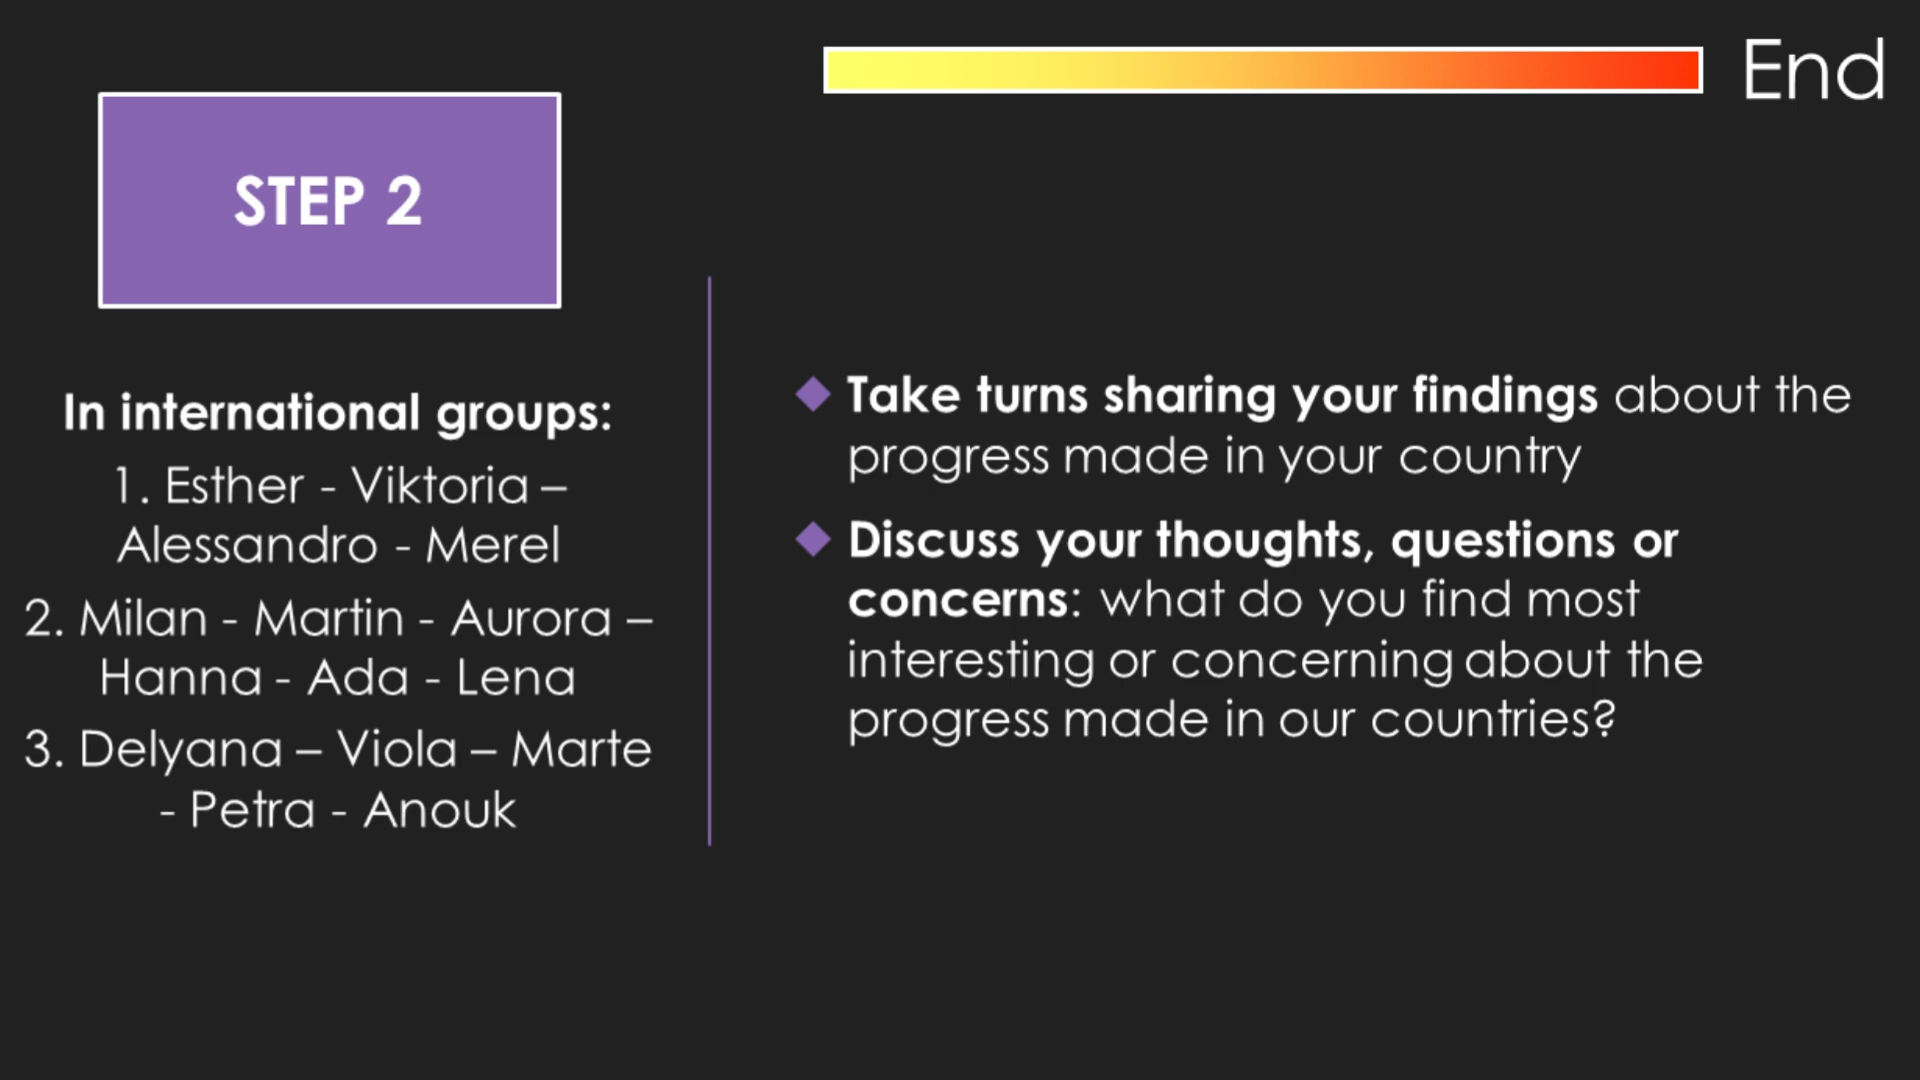 End
STEP 2
In international groups:
1. Esther - Viktoria –
Alessandro - Merel
2. Milan - Martin - Aurora –
Hanna - Ada - Lena
3. Delyana – Viola – Marte
- Petra - Anouk
Take turns sharing your findings about the
progress made in your country
Discuss your thoughts, questions or
concerns: what do you find most
interesting or concerning about the
progress made in our countries?